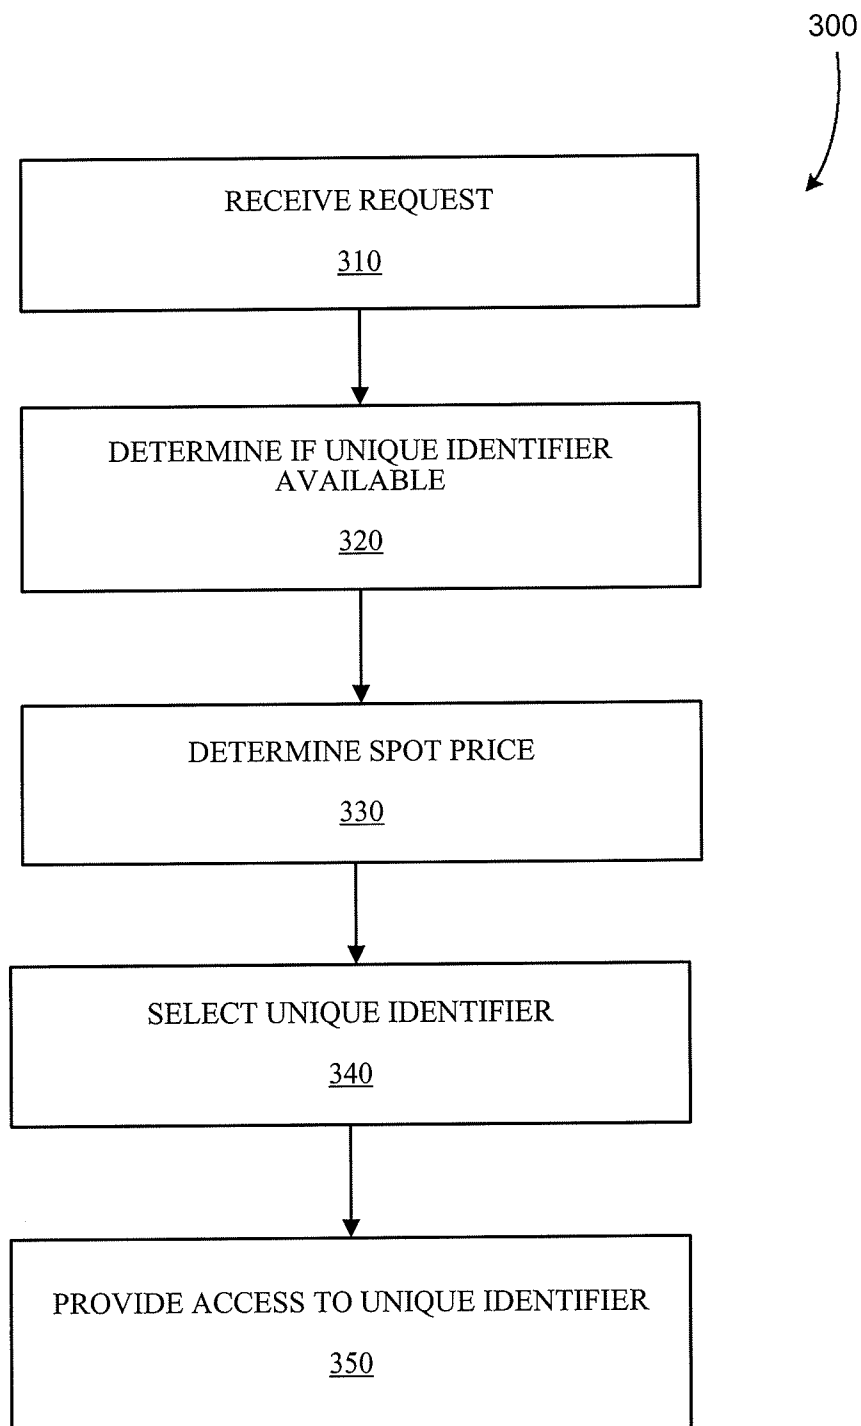 300
RECEIVE REQUEST
310
DETERMINE IF UNIQUE IDENTIFIER
AVAILABLE
320
DETERMINE SPOT PRICE
330
SELECT UNIQUE IDENTIFIER
340
PROVIDE ACCESS TO UNIQUE IDENTIFIER
350